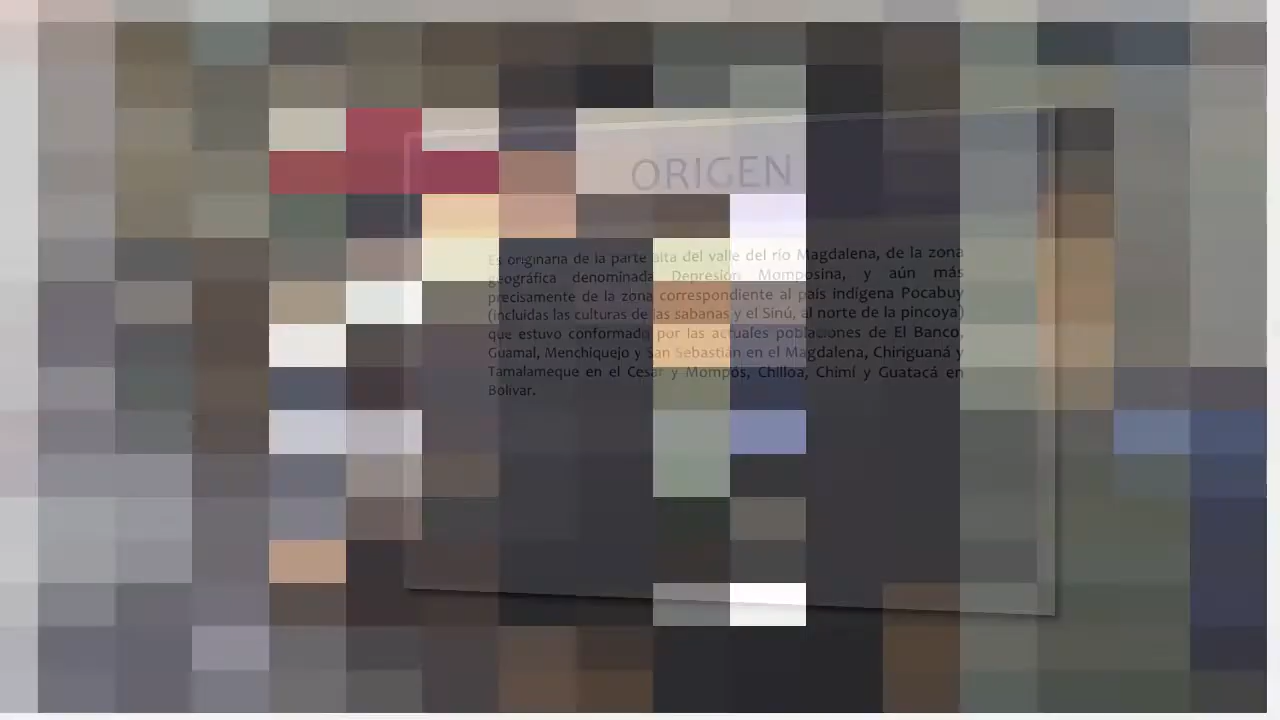 ORIGEN
Es originaria de la parte alta del valle del río Magdalena, de la zona
geográfica denominada Depresión Momposina, y aún más
precisamente de la zona correspondiente al país indígena Pocabuy
(incluidas las culturas de las sabanas y el Sinú, al norte de la pincoya)
que estuvo conformado por las actuales poblaciones de El Banco,
Guamal, Menchiquejo y San Sebastián en el Magdalena, Chiriguaná y
Tamalameque en el Cesar y Mompós, Chilloa, Chimí y Guatacá en
Bolívar.